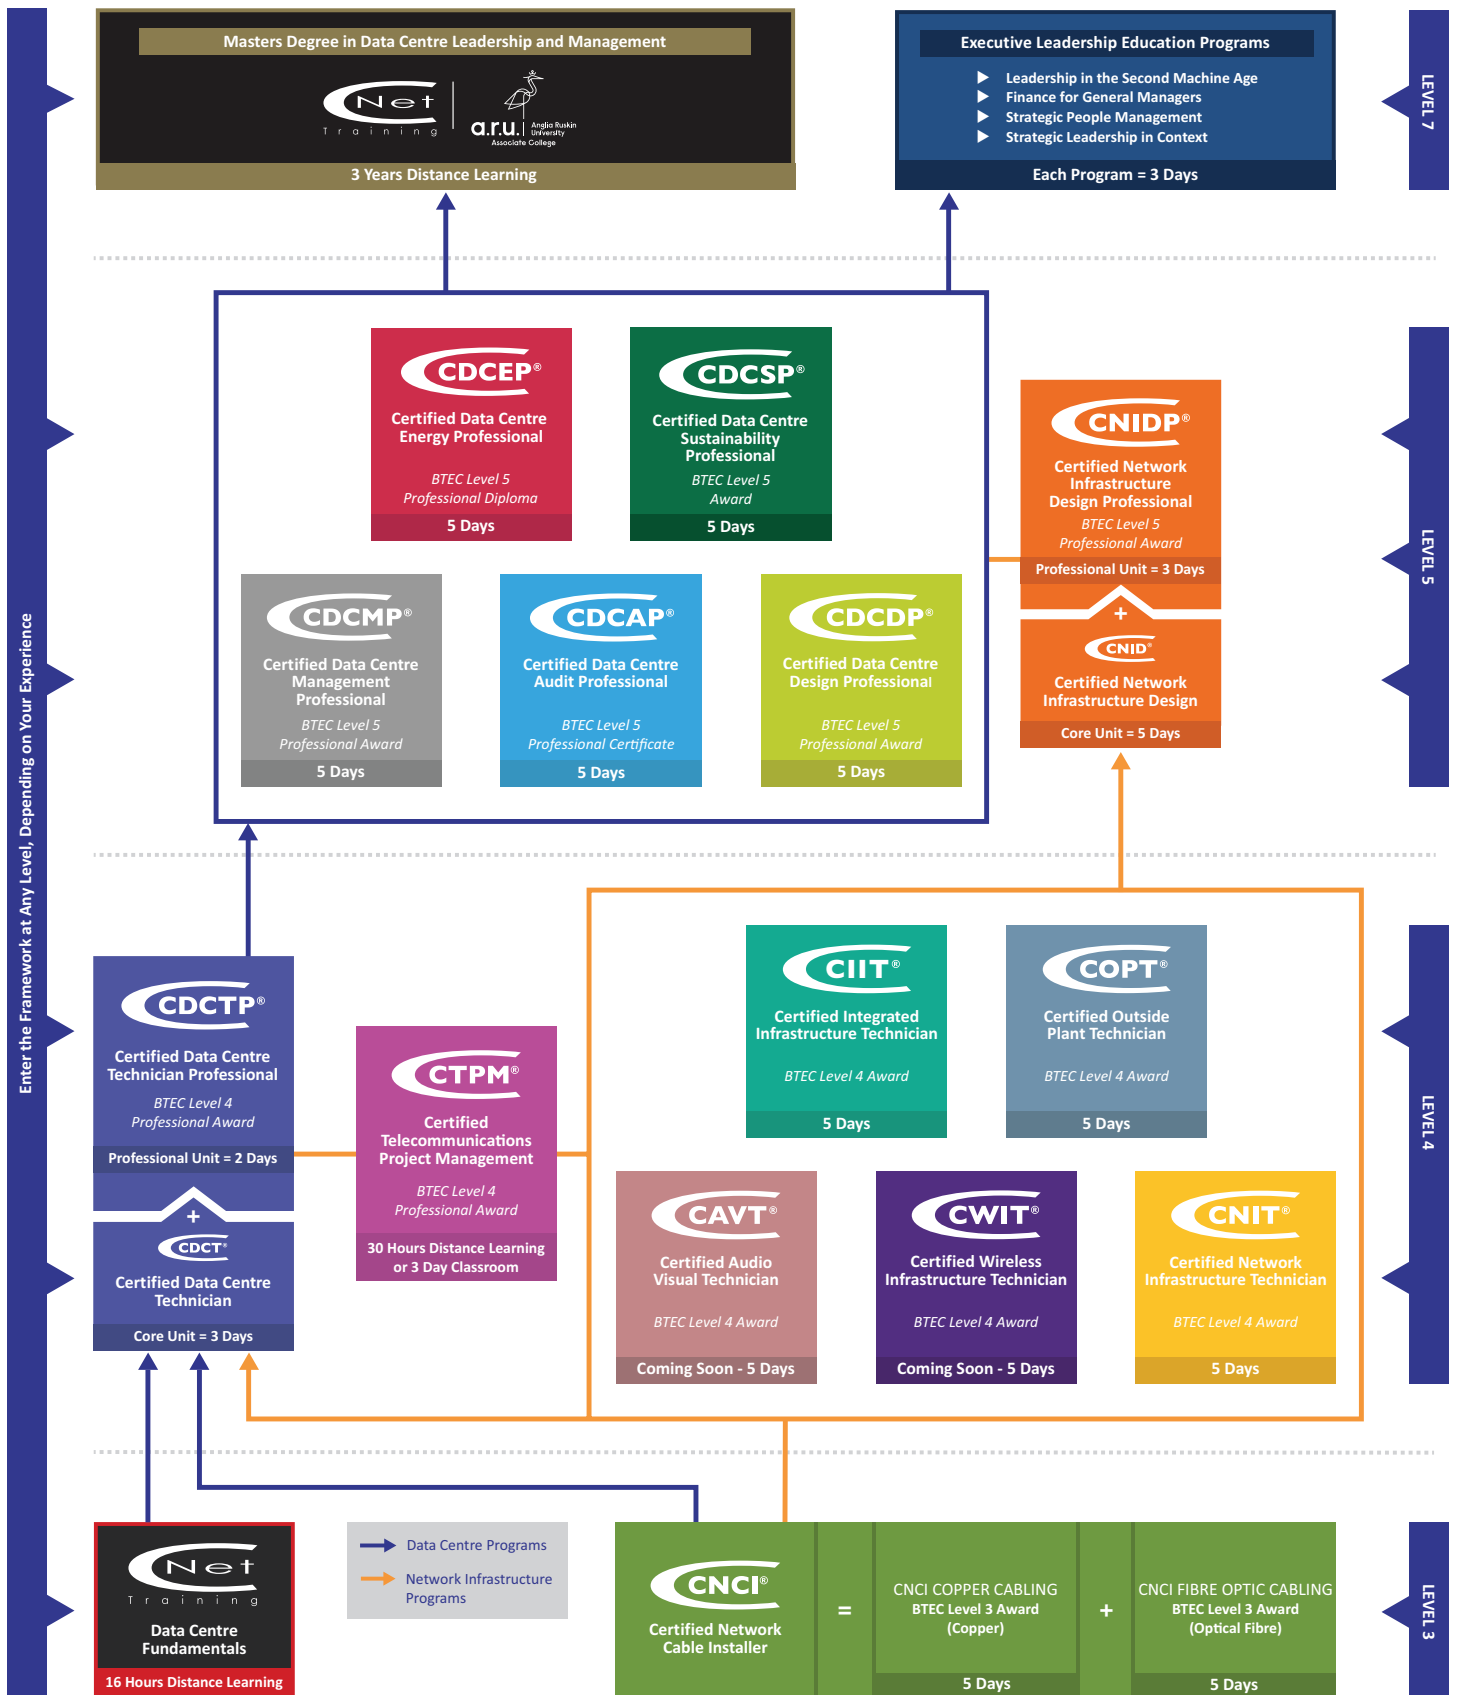 Enter the Framework at Any Level, Depending on Your Experience
Masters Degree in Data Centre Leadership and Management
Net
Training
a.r.u.
Anglia Ruskin
University
Associate College
3 Years Distance Learning
Executive Leadership Education Programs
Leadership in the Second Machine Age
Finance for General Managers
Strategic People Management
Strategic Leadership in Context
Each Program = 3 Days
LEVEL 7
CDCEP®
Certified Data Centre
Energy Professional
BTEC Level 5
Professional Diploma
5 Days
CDCSP®
Certified Data Centre
Sustainability
Professional
BTEC Level 5
Award
5 Days
CNIDP®
Certified Network
Infrastructure
Design Professional
BTEC Level 5
Professional Award
Professional Unit = 3 Days
+
CNID®
Certified Network
Infrastructure Design
Core Unit = 5 Days
LEVEL 5
CDCMP®
Certified Data Centre
Management
Professional
BTEC Level 5
Professional Award
5 Days
CDCAP®
Certified Data Centre
Audit Professional
BTEC Level 5
Professional Certificate
5 Days
CDCDP®
Certified Data Centre
Design Professional
BTEC Level 5
Professional Award
5 Days
CDCTP®
Certified Data Centre
Technician Professional
BTEC Level 4
Professional Award
Professional Unit = 2 Days
+
CDCT®
Certified Data Centre
Technician
Core Unit = 3 Days
CTPM®
Certified
Telecommunications
Project Management
BTEC Level 4
Professional Award
30 Hours Distance Learning
or 3 Day Classroom
CIIT®
Certified Integrated
Infrastructure Technician
BTEC Level 4 Award
5 Days
COPT®
Certified Outside
Plant Technician
BTEC Level 4 Award
5 Days
CAVT®
Certified Audio
Visual Technician
BTEC Level 4 Award
Coming Soon - 5 Days
CWIT®
Certified Wireless
Infrastructure Technician
BTEC Level 4 Award
Coming Soon - 5 Days
CNIT®
Certified Network
Infrastructure Technician
BTEC Level 4 Award
5 Days
LEVEL 4
Net
Training
Data Centre
Fundamentals
16 Hours Distance Learning
Data Centre Programs
Network Infrastructure
Programs
CNCI®
Certified Network
Cable Installer
=
CNCI COPPER CABLING
BTEC Level 3 Award
(Copper)
5 Days
+
CNCI FIBRE OPTIC CABLING
BTEC Level 3 Award
(Optical Fibre)
5 Days
LEVEL 3